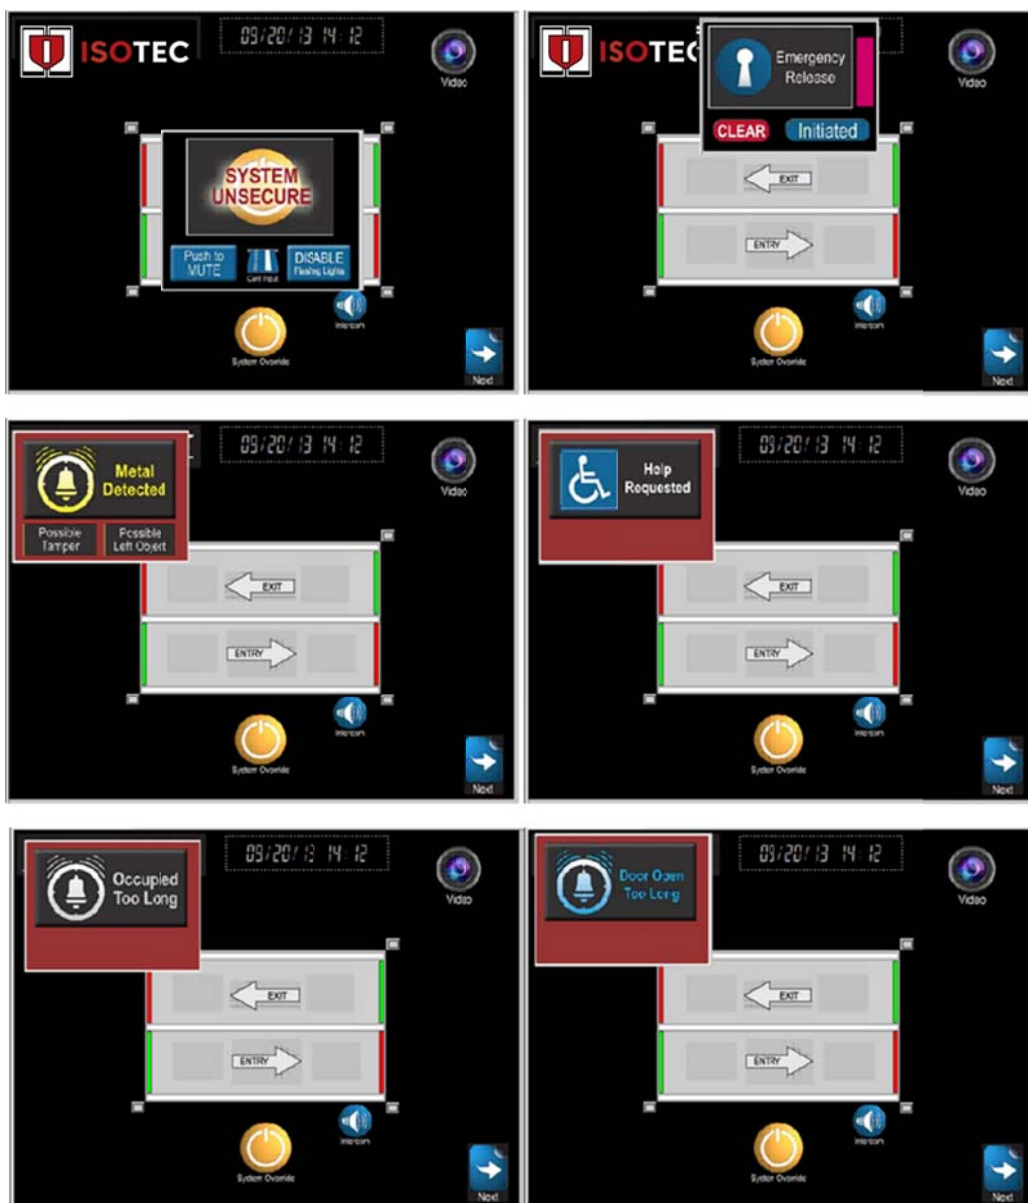 ISOTEC
09/20/13 14:12
Video
SYSTEM
UNSECURE
Push to
MUTE
Card Input
DISABLE
Flashing Lights
Intercom
System Override
Next
ISOTEC
Emergency
Release
CLEAR
Initiated
Video
EXIT
ENTRY
Intercom
System Override
Next
Metal
Detected
Possible
Tamper
Possible
Left Object
09/20/13 14:12
Video
EXIT
ENTRY
Intercom
System Override
Next
Help
Requested
09/20/13 14:12
Video
EXIT
ENTRY
Intercom
System Override
Next
Occupied
Too Long
09/20/13 14:12
Video
EXIT
ENTRY
Intercom
System Override
Next
Door Open
Too Long
09/20/13 14:12
Video
EXIT
ENTRY
Intercom
System Override
Next